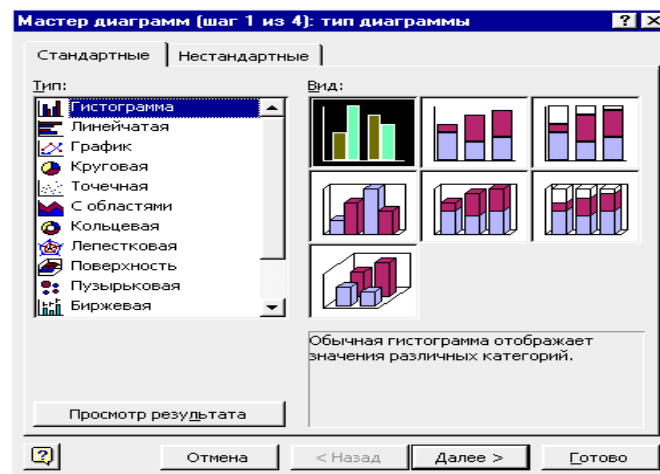 Мастер диаграмм (шаг 1 из 4): тип диаграммы
Стандартные
Нестандартные
Тип:
Гистограмма
Линейчатая
График
Круговая
Точечная
С областями
Кольцевая
Лепестковая
Поверхность
Пузырьковая
Биржевая
Вид:
Обычная гистограмма отображает
значения различных категорий.
Просмотр результата
Отмена
< Назад
Далее >
Готово